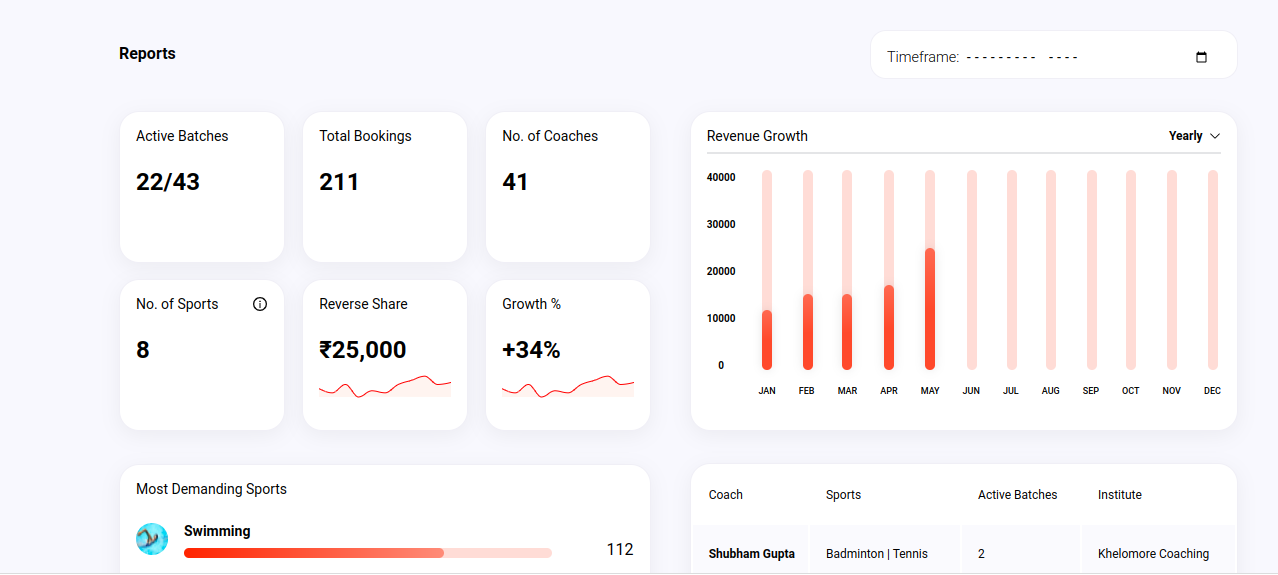 Reports
Timeframe: --------- ----
Active Batches
22/43
Total Bookings
211
No. of Coaches
41
No. of Sports
8
Reverse Share
₹25,000
Growth %
+34%
Revenue Growth
Yearly
40000
30000
20000
10000
0
JAN FEB MAR APR MAY JUN JUL AUG SEP OCT NOV DEC
Most Demanding Sports
Swimming
112
Coach Sports Active Batches Institute
Shubham Gupta Badminton | Tennis 2 Khelomore Coaching